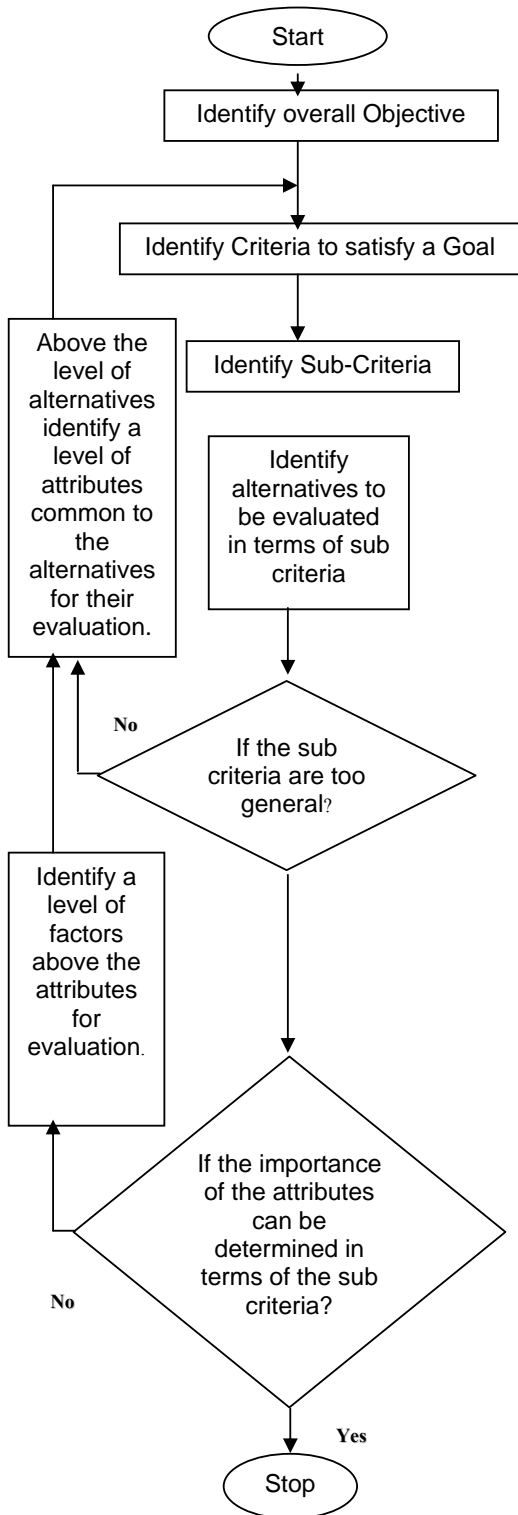 Start
Identify overall Objective
Identify Criteria to satisfy a Goal
Identify Sub-Criteria
Above the
level of
alternatives
identify a
level of
attributes
common to
the
alternatives
for their
evaluation.
Identify
alternatives to
be evaluated
in terms of sub
criteria
No
If the sub
criteria are too
general?
Identify a
level of
factors
above the
attributes
for
evaluation.
If the importance
of the attributes
can be
determined in
terms of the sub
criteria?
No
Yes
Stop